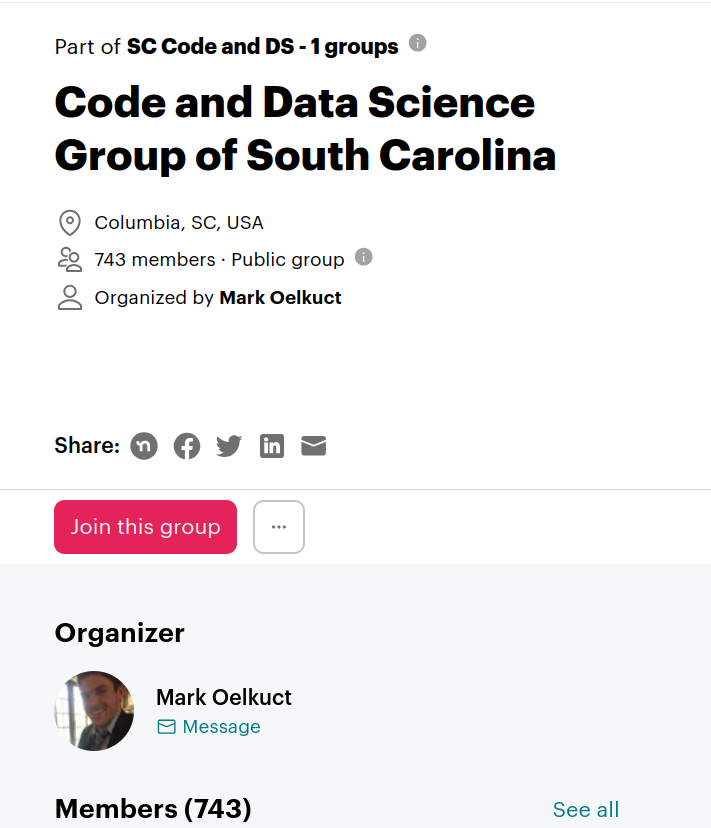 Part of SC Code and DS - 1 groups
Code and Data Science
Group of South Carolina
Columbia, SC, USA
743 members · Public group
Organized by Mark Oelkuct
Share:
Join this group
Organizer
Mark Oelkuct
Message
Members (743)
See all